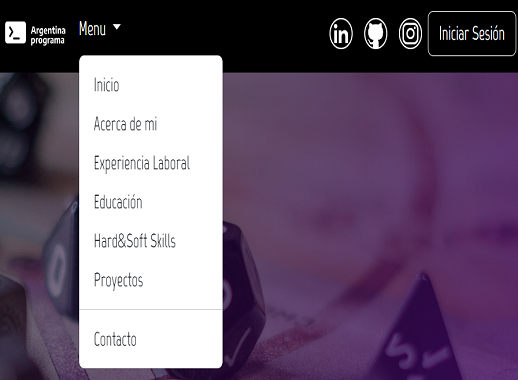 Argentina
programa
Menu
Iniciar Sesión
Inicio
Acerca de mi
Experiencia Laboral
Educación
Hard&Soft Skills
Proyectos
Contacto